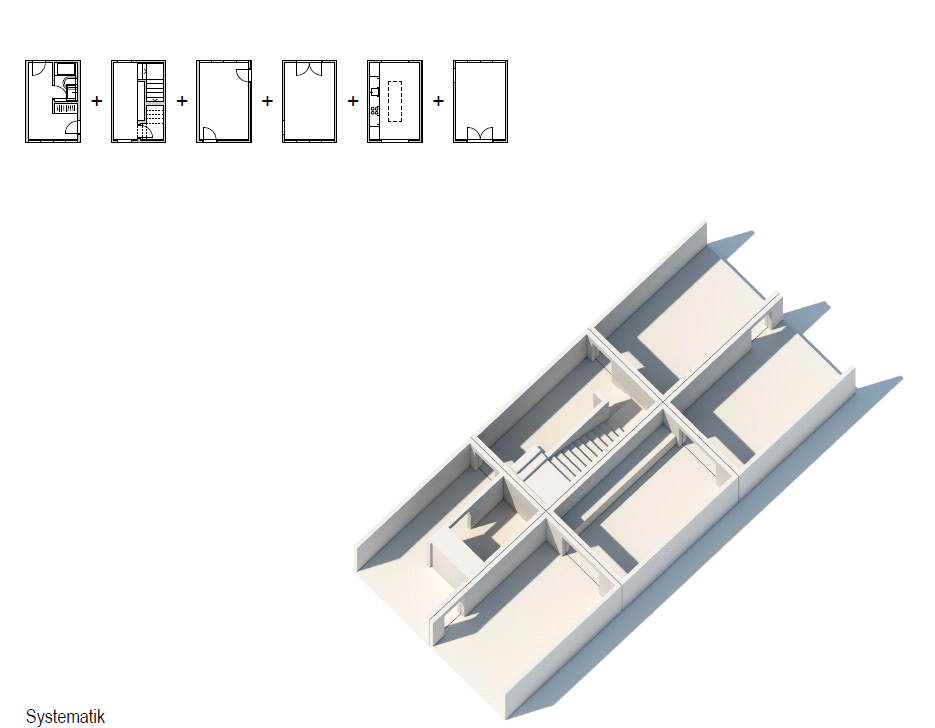 + + + + +
Systematik